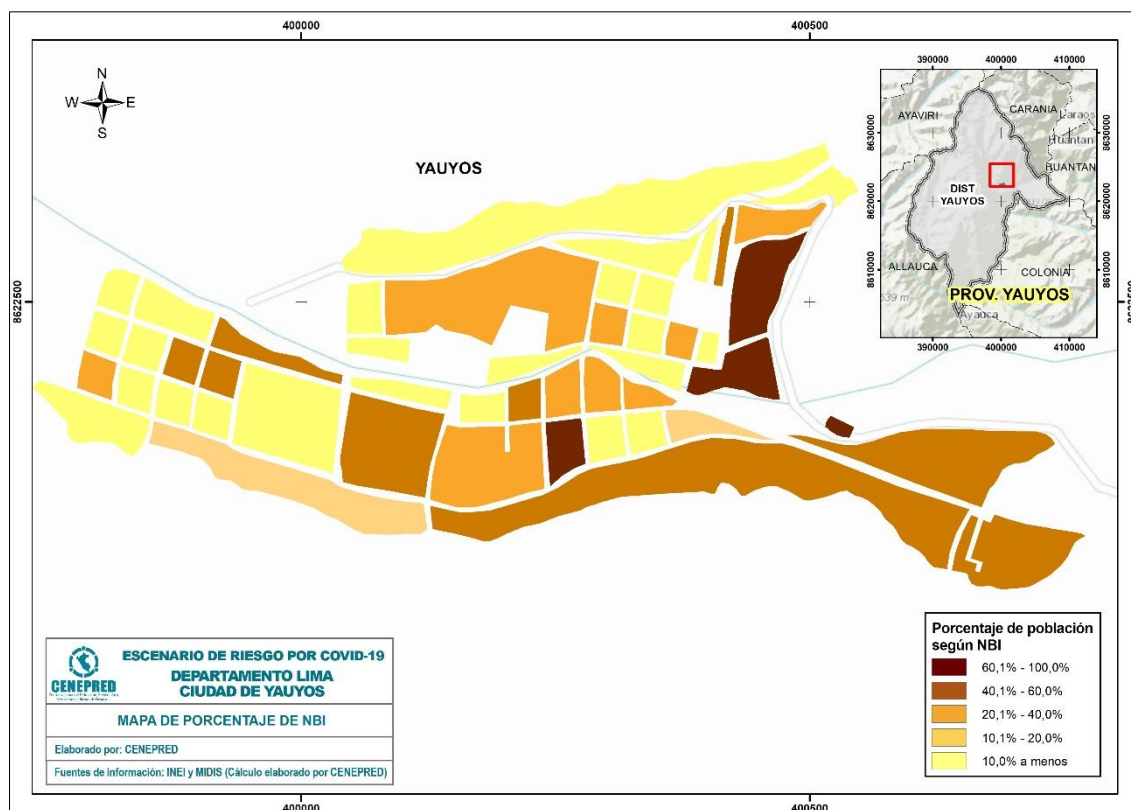 400000
400500
N
W
E
S
YAUYOS
8622500
8622500
390000
400000
410000
8630000
8620000
8610000
8630000
8620000
8610000
AYAVIRI
CARANIA
Laraos
Huantan
HUANTAN
DIST
YAUYOS
ALLAUCA
COLONIA
PROV. YAUYOS
Ayauca
390000
400000
410000
Porcentaje de población
según NBI
60,1% - 100,0%
40,1% - 60,0%
20,1% - 40,0%
10,1% - 20,0%
10,0% a menos
CENEPRED
ESCENARIO DE RIESGO POR COVID-19
DEPARTAMENTO LIMA
CIUDAD DE YAUYOS
MAPA DE PORCENTAJE DE NBI
Elaborado por: CENEPRED
Fuentes de información: INEI y MIDIS (Cálculo elaborado por CENEPRED)
400000
400500